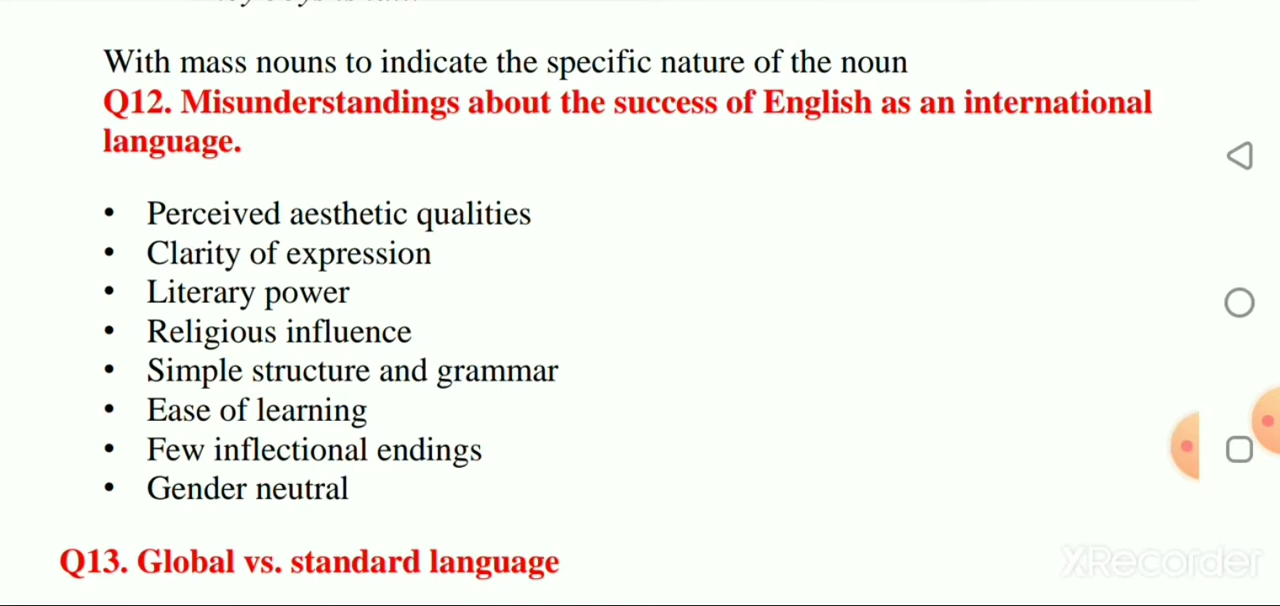 With mass nouns to indicate the specific nature of the noun
Q12. Misunderstandings about the success of English as an international
language.
• Perceived aesthetic qualities
• Clarity of expression
• Literary power
• Religious influence
• Simple structure and grammar
• Ease of learning
• Few inflectional endings
• Gender neutral
Q13. Global vs. standard language
XRecorder